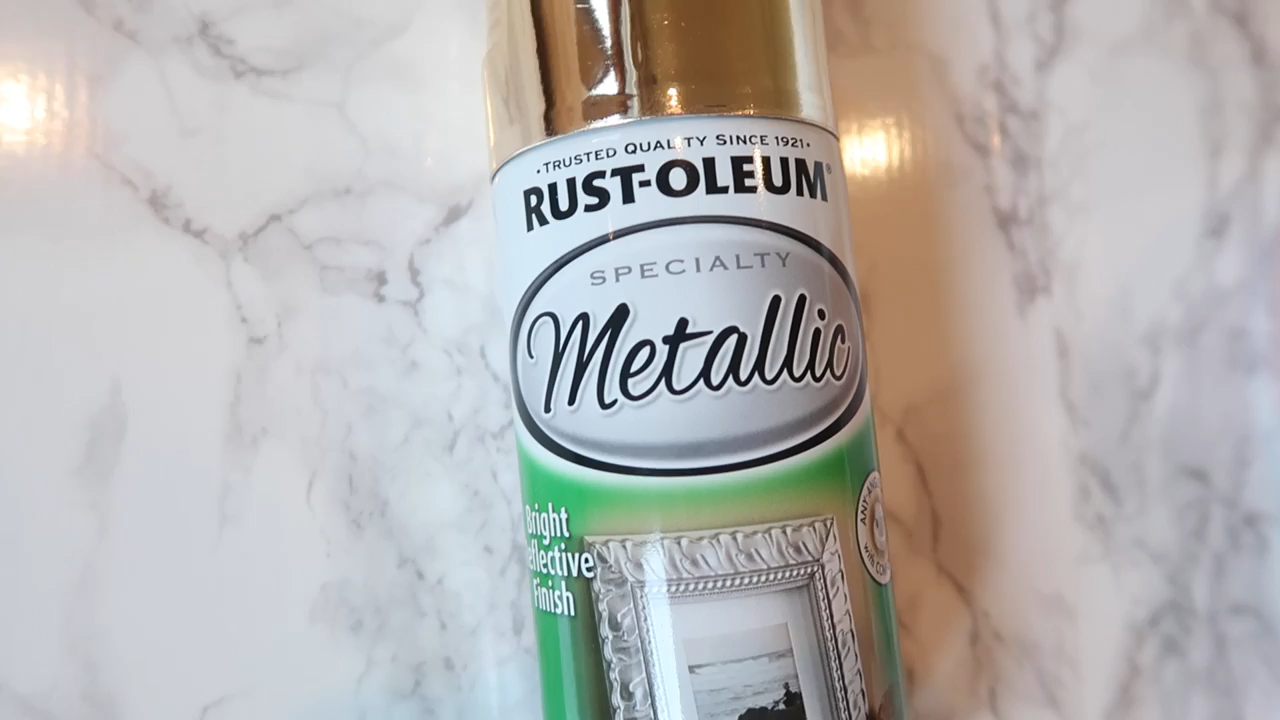 •TRUSTED QUALITY SINCE 1921•
RUST-OLEUM®
SPECIALTY
Metallic
Bright
Finish